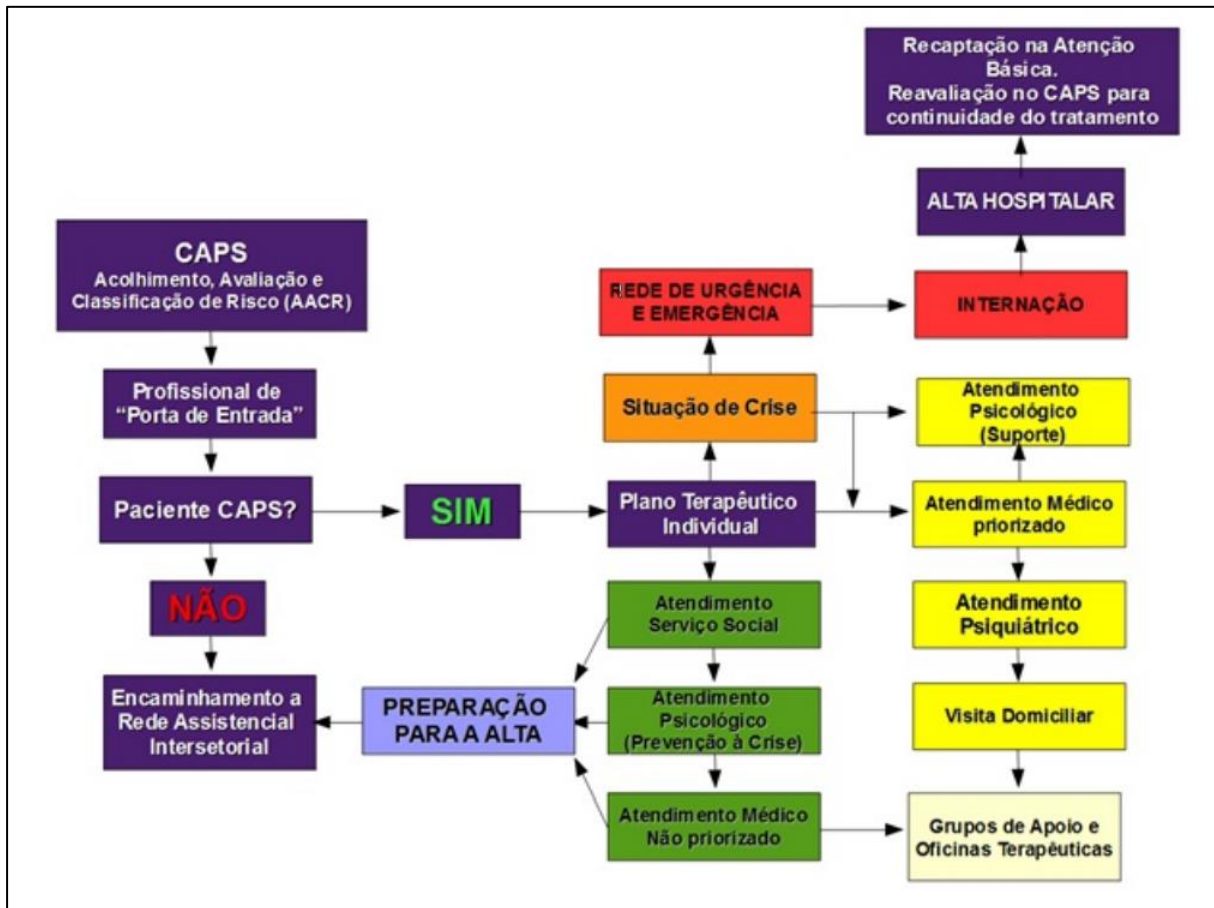 Recaptação na Atenção
Básica.
Reavaliação no CAPS para
continuidade do tratamento
ALTA HOSPITALAR
CAPS
Acolhimento, Avaliação e
Classificação de Risco (AACR)
REDE DE URGÊNCIA
E EMERGÊNCIA
INTERNAÇÃO
Profissional de
“Porta de Entrada”
Situação de Crise
Atendimento
Psicológico
(Suporte)
Paciente CAPS?
SIM
Plano Terapêutico
Individual
Atendimento Médico
priorizado
NÃO
Atendimento
Serviço Social
Atendimento
Psiquiátrico
Encaminhamento a
Rede Assistencial
Intersetorial
PREPARAÇÃO
PARA A ALTA
Atendimento
Psicológico
(Prevenção à Crise)
Visita Domiciliar
Atendimento Médico
Não priorizado
Grupos de Apoio e
Oficinas Terapêuticas